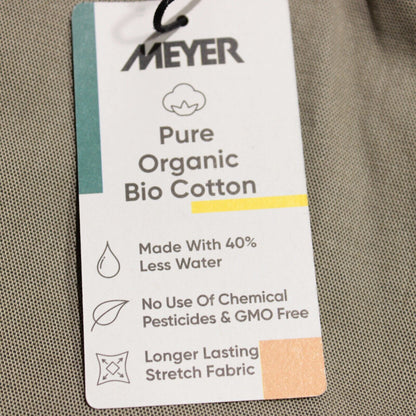 MEYER
Pure
Organic
Bio Cotton
Made With 40%
Less Water
No Use Of Chemical
Pesticides & GMO Free
Longer Lasting
Stretch Fabric